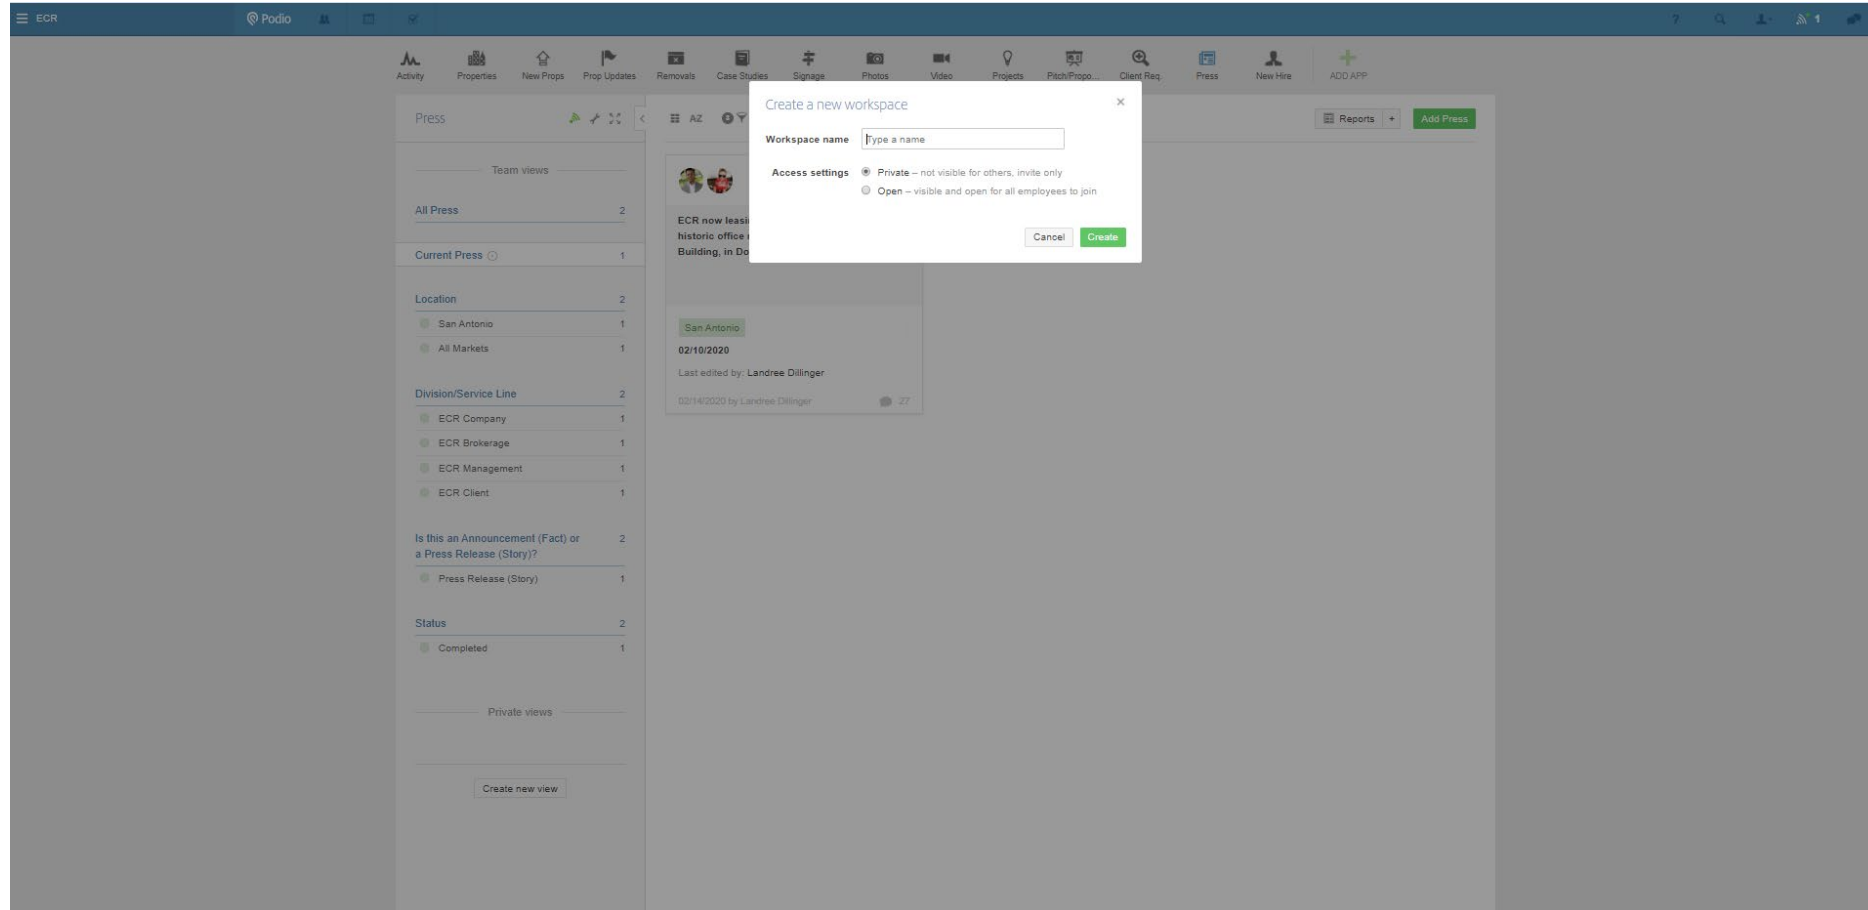 ECR
Podio
? 1
Activity Properties New Props Prop Updates Removals Case Studies Signage Photos Video Projects Pitch/Propo... Client Req. Press New Hire ADD APP
Create a new workspace ×
Workspace name Type a name
Access settings Private – not visible for others, invite only
Open – visible and open for all employees to join
Cancel Create
Press
AZ
Reports + Add Press
Team views
All Press 2
Current Press 1
Location 2
San Antonio 1
All Markets 1
Division/Service Line 2
ECR Company 1
ECR Brokerage 1
ECR Management 1
ECR Client 1
Is this an Announcement (Fact) or 2
a Press Release (Story)?
Press Release (Story) 1
Status 2
Completed 1
Private views
Create new view
ECR now leasi
historic office
Building, in Do
San Antonio
02/10/2020
Last edited by: Landree Dillinger
02/14/2020 by Landree Dillinger 27